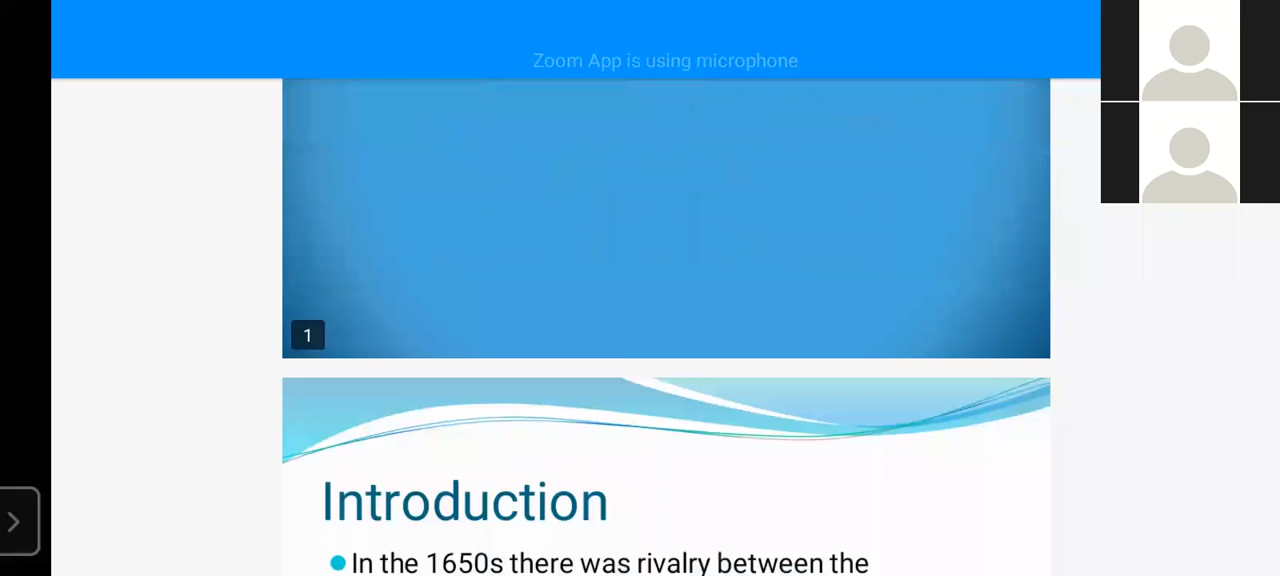 Zoom App is using microphone
1
Introduction
In the 1650s there was rivalry between the